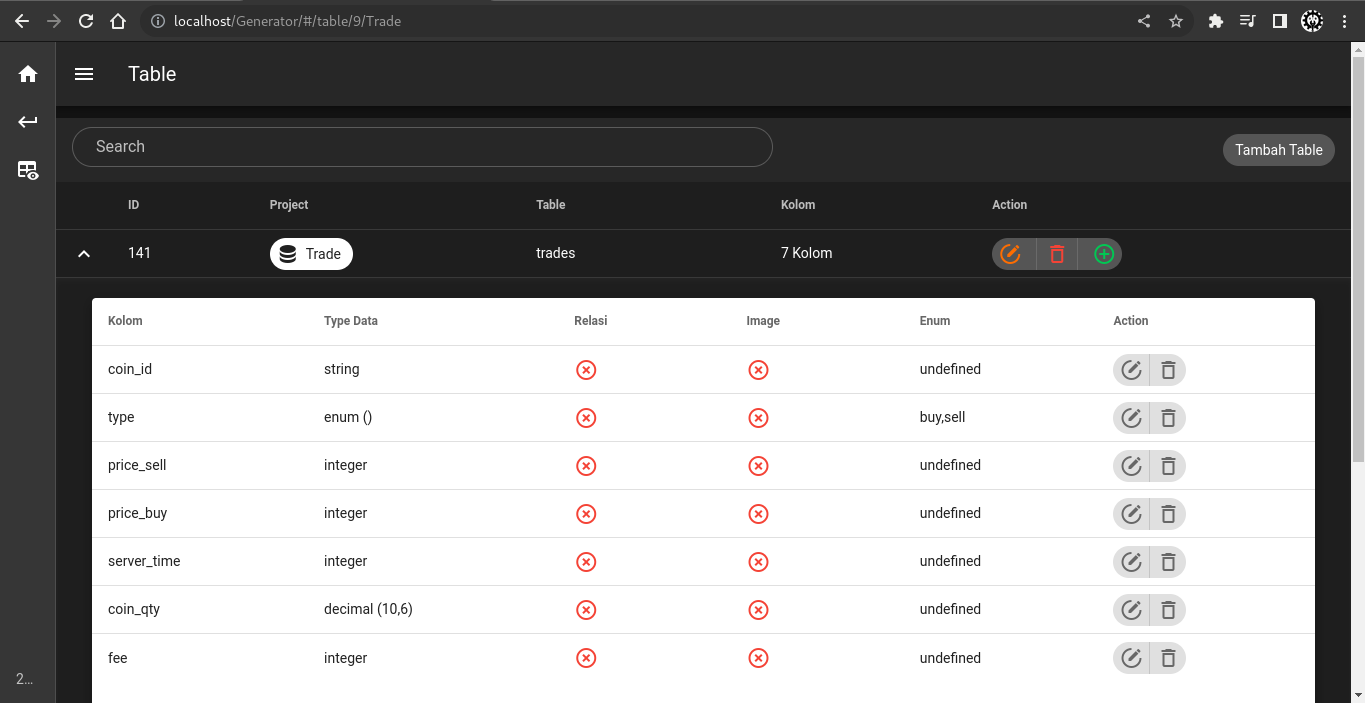 localhost/Generator/#/table/9/Trade
Table
Search
Tambah Table
ID Project Table Kolom Action
141 Trade trades 7 Kolom
Kolom Type Data Relasi Image Enum Action
coin_id string undefined
type enum () buy,sell
price_sell integer undefined
price_buy integer undefined
server_time integer undefined
coin_qty decimal (10,6) undefined
fee integer undefined
2...